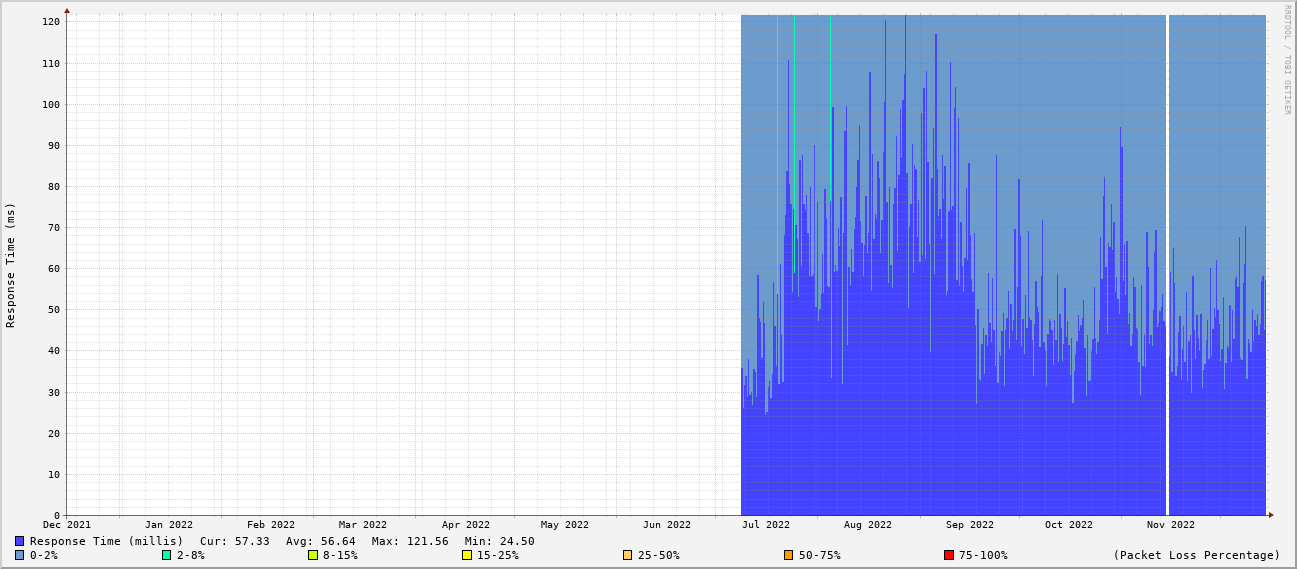 RRDTOOL / TOBI OETIKER
Response Time (ms)
120
110
100
90
80
70
60
50
40
30
20
10
0
Dec 2021 Jan 2022 Feb 2022 Mar 2022 Apr 2022 May 2022 Jun 2022 Jul 2022 Aug 2022 Sep 2022 Oct 2022 Nov 2022
Response Time (millis) Cur: 57.33 Avg: 56.64 Max: 121.56 Min: 24.50
0-2% 2-8% 8-15% 15-25% 25-50% 50-75% 75-100% (Packet Loss Percentage)